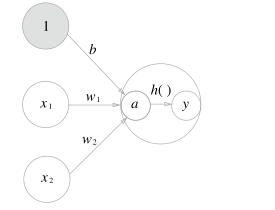 1
b
x₁ w₁ a h( ) y
w₂
x₂